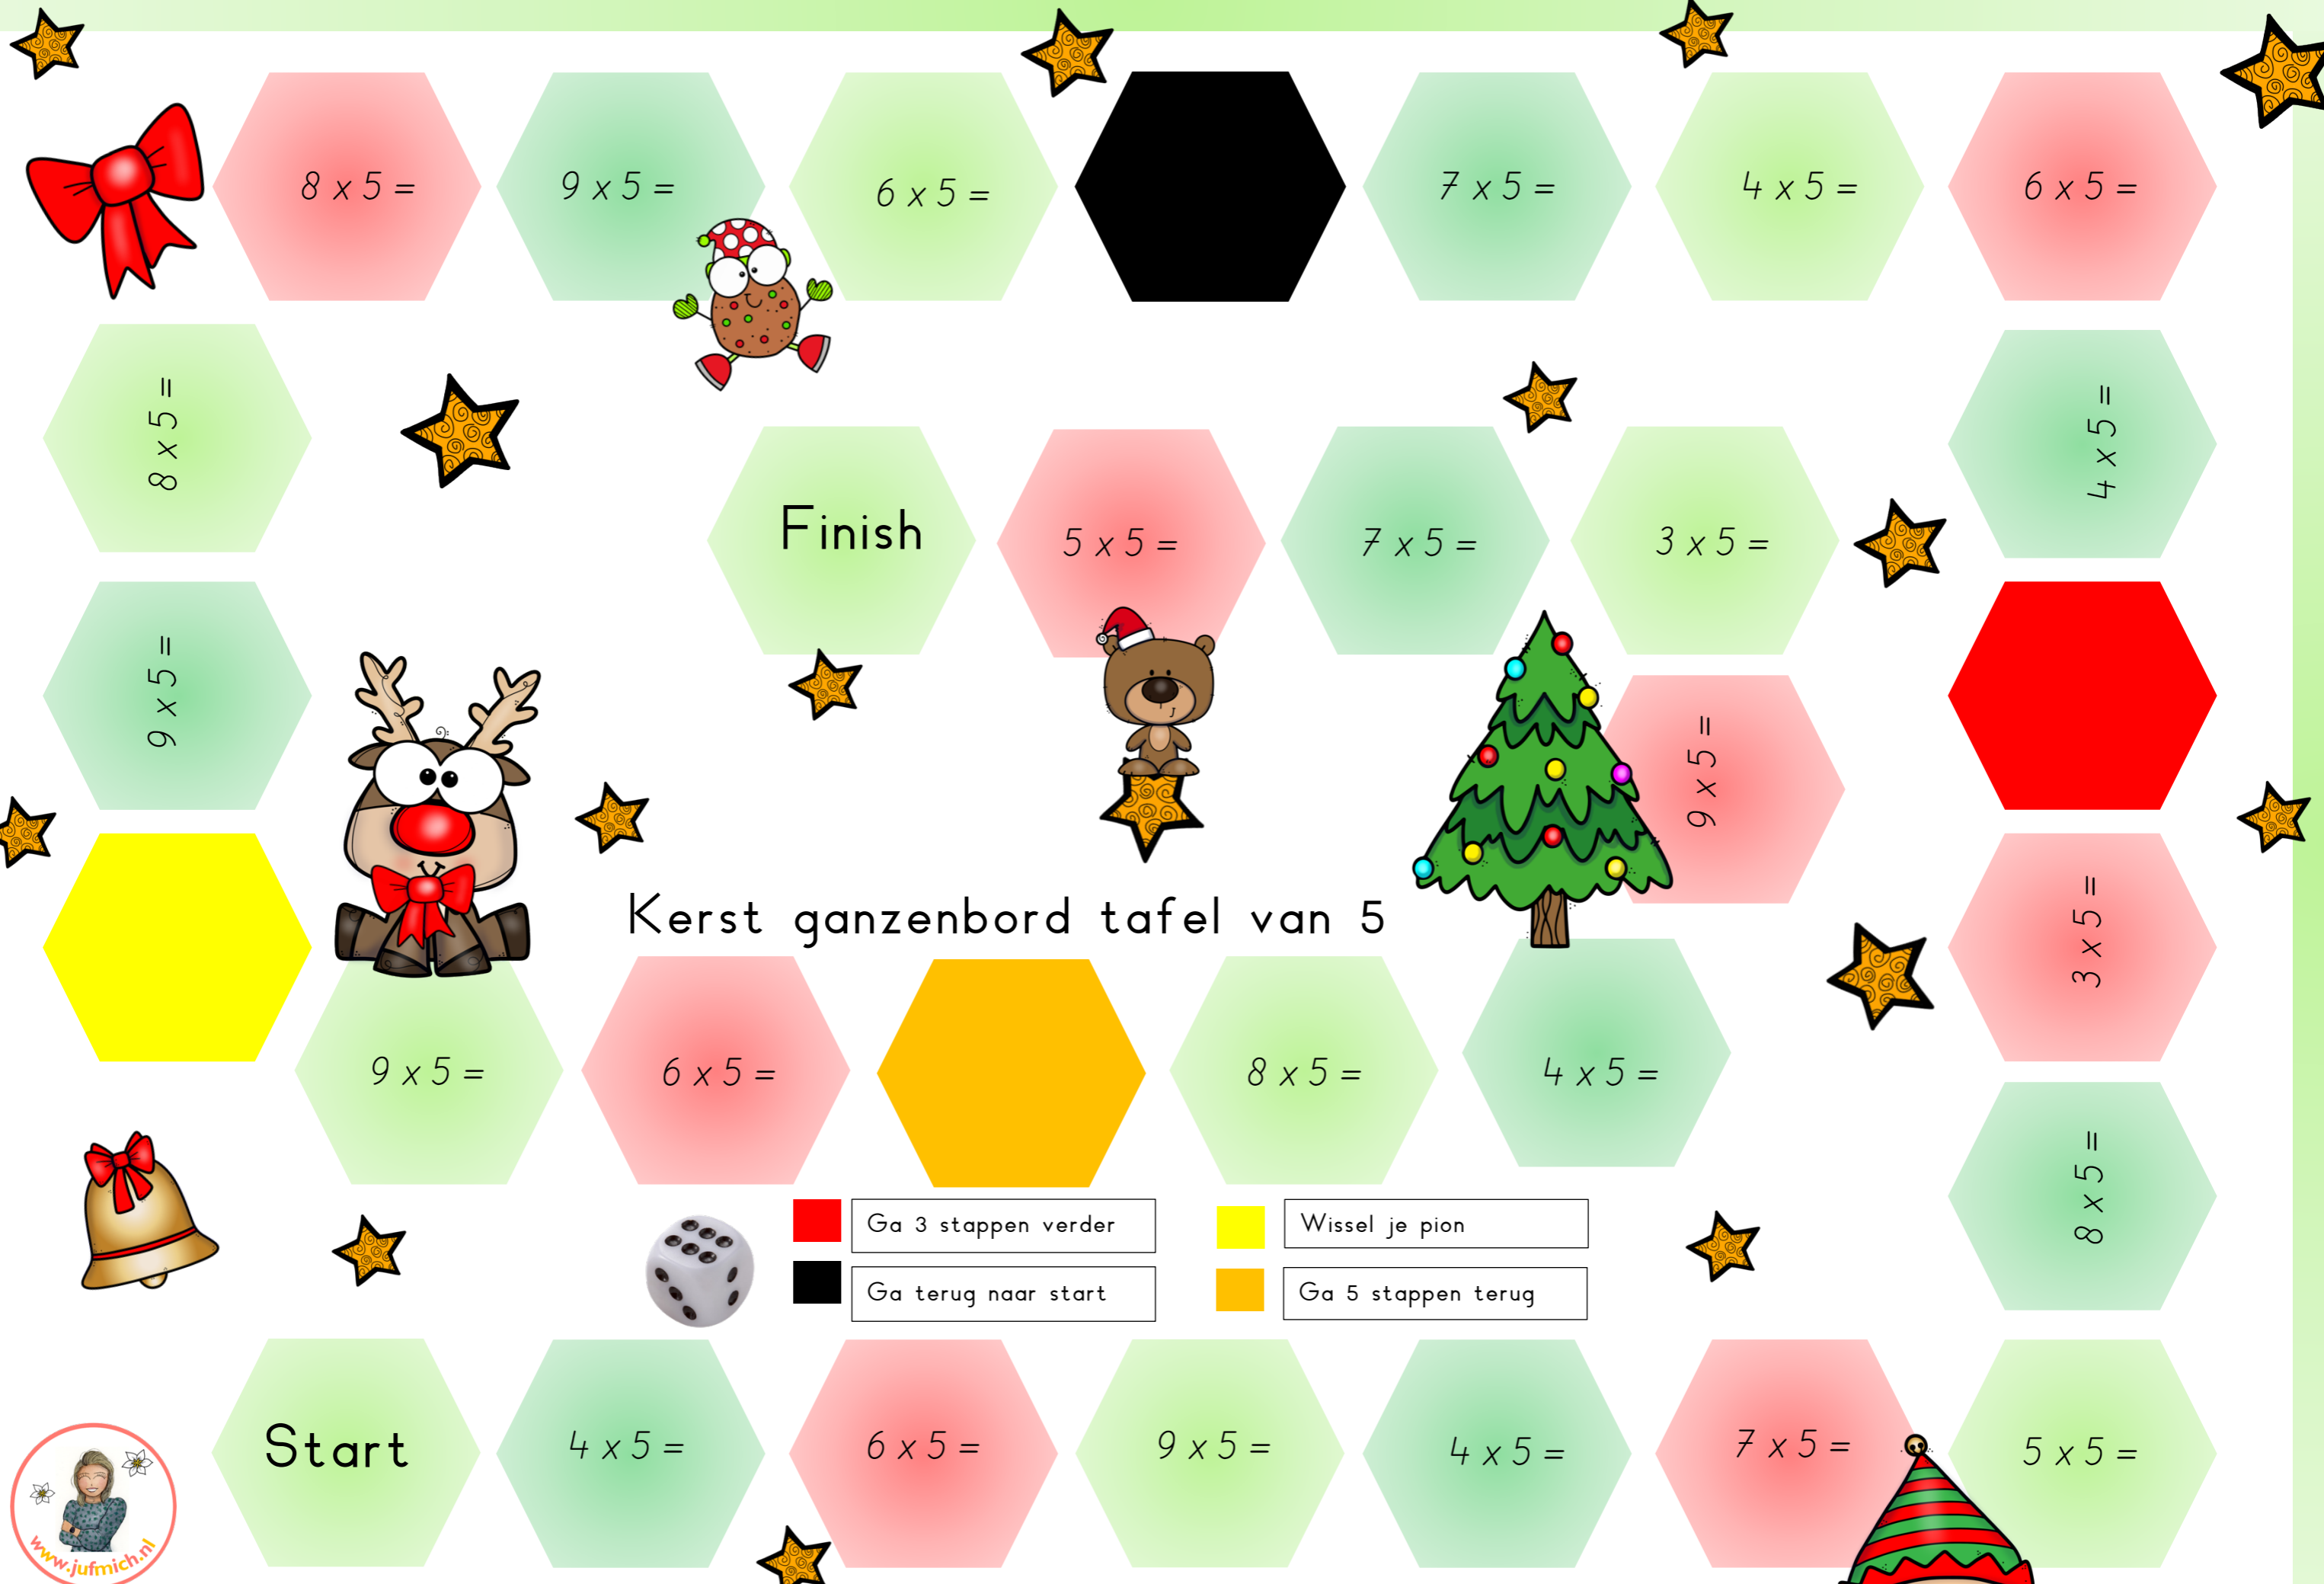 8 x 5 =
9 x 5 =
6 x 5 =
7 x 5 =
4 x 5 =
6 x 5 =
8 x 5 =
4 x 5 =
Finish
5 x 5 =
7 x 5 =
3 x 5 =
9 x 5 =
9 x 5 =
3 x 5 =
Kerst ganzenbord tafel van 5
9 x 5 =
6 x 5 =
8 x 5 =
4 x 5 =
8 x 5 =
Ga 3 stappen verder
Wissel je pion
Ga terug naar start
Ga 5 stappen terug
Start
4 x 5 =
6 x 5 =
9 x 5 =
4 x 5 =
7 x 5 =
5 x 5 =
www.jufmich.nl